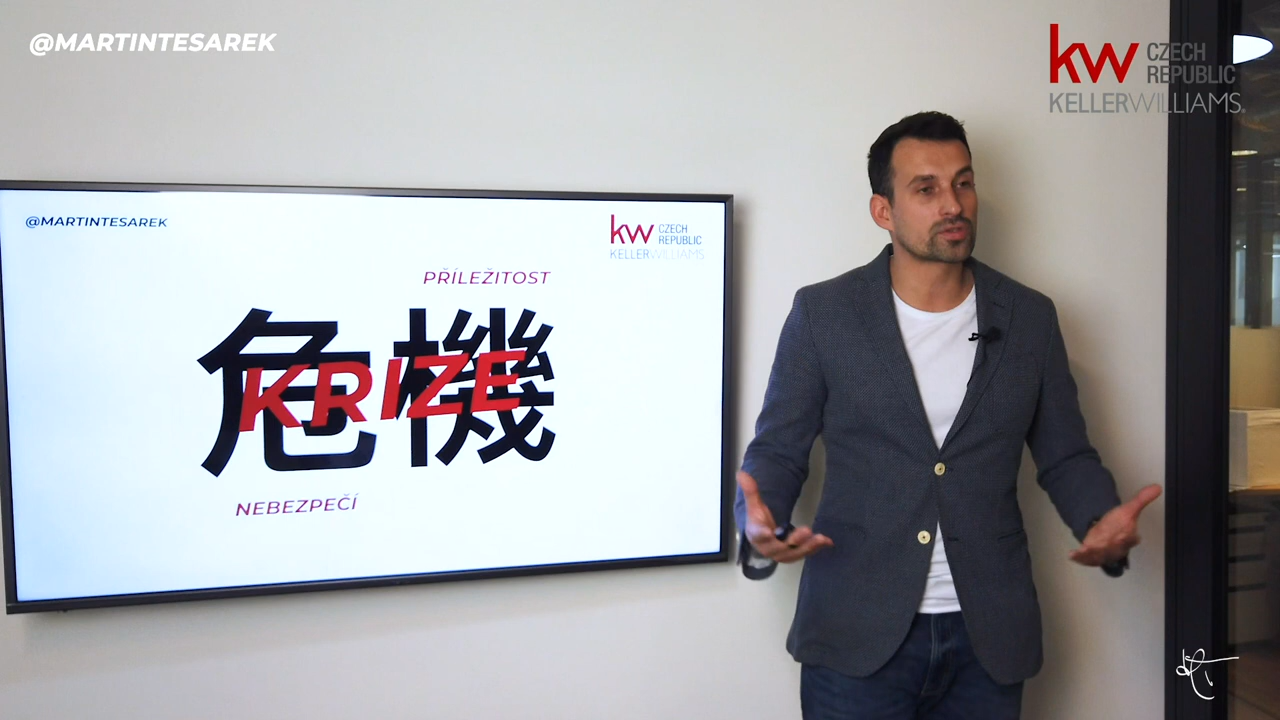 @MARTINTESAREK
kw CZECH
REPUBLIC
KELLERWILLIAMS®
@MARTINTESAREK
kw CZECH
REPUBLIC
KELLERWILLIAMS
PŘÍLEŽITOST
危機
KRIZE
NEBEZPEČÍ